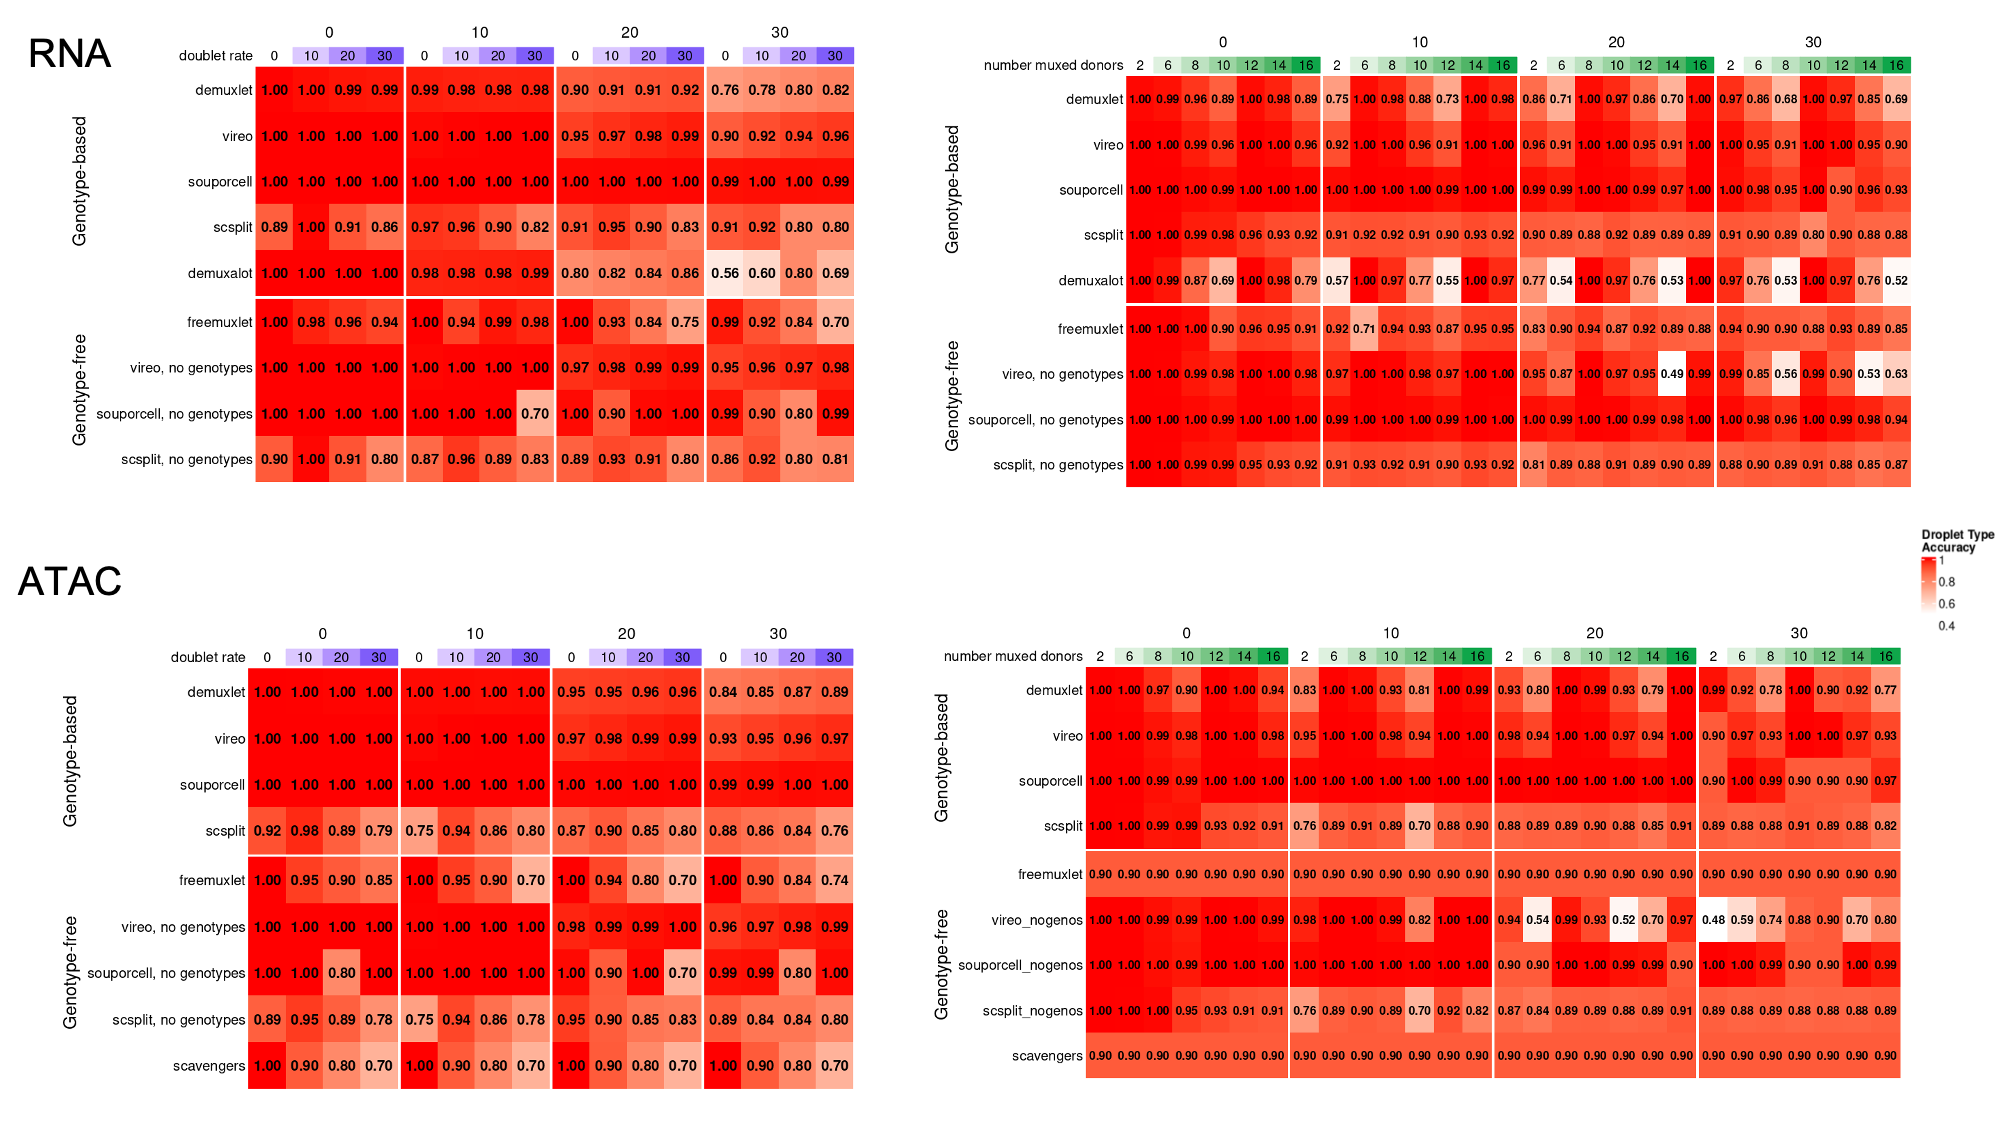 RNA
0 10 20 30
doublet rate 0 10 20 30 0 10 20 30 0 10 20 30 0 10 20 30
Genotype-based
demuxlet 1.00 1.00 0.99 0.99 0.99 0.98 0.98 0.98 0.90 0.91 0.91 0.92 0.76 0.78 0.80 0.82
vireo 1.00 1.00 1.00 1.00 1.00 1.00 1.00 1.00 0.95 0.97 0.98 0.99 0.90 0.92 0.94 0.96
souporcell 1.00 1.00 1.00 1.00 1.00 1.00 1.00 1.00 1.00 1.00 1.00 1.00 0.99 1.00 1.00 0.99
scsplit 0.89 1.00 0.91 0.86 0.97 0.96 0.90 0.82 0.91 0.95 0.90 0.83 0.91 0.92 0.80 0.80
demuxalot 1.00 1.00 1.00 1.00 0.98 0.98 0.98 0.99 0.80 0.82 0.84 0.86 0.56 0.60 0.80 0.69
Genotype-free
freemuxlet 1.00 0.98 0.96 0.94 1.00 0.94 0.99 0.98 1.00 0.93 0.84 0.75 0.99 0.92 0.84 0.70
vireo, no genotypes 1.00 1.00 1.00 1.00 1.00 1.00 1.00 1.00 0.97 0.98 0.99 0.99 0.95 0.96 0.97 0.98
souporcell, no genotypes 1.00 1.00 1.00 1.00 1.00 1.00 1.00 0.70 1.00 0.90 1.00 1.00 0.99 0.90 0.80 0.99
scsplit, no genotypes 0.90 1.00 0.91 0.80 0.87 0.96 0.89 0.83 0.89 0.93 0.91 0.80 0.86 0.92 0.80 0.81
0 10 20 30
number muxed donors 2 6 8 10 12 14 16 2 6 8 10 12 14 16 2 6 8 10 12 14 16 2 6 8 10 12 14 16
Genotype-based
demuxlet 1.00 0.99 0.96 0.89 1.00 0.98 0.89 0.75 1.00 0.98 0.88 0.73 1.00 0.98 0.86 0.71 1.00 0.97 0.86 0.70 1.00 0.97 0.86 0.68 1.00 0.97 0.85 0.69
vireo 1.00 1.00 0.99 0.96 1.00 1.00 0.96 0.92 1.00 1.00 0.96 0.91 1.00 1.00 0.96 0.91 1.00 1.00 0.95 0.91 1.00 1.00 0.95 0.91 1.00 1.00 0.95 0.90
souporcell 1.00 1.00 1.00 0.99 1.00 1.00 1.00 1.00 1.00 1.00 1.00 0.99 1.00 1.00 0.99 0.99 1.00 1.00 0.99 0.97 1.00 1.00 0.98 0.95 1.00 0.90 0.96 0.93
scsplit 1.00 1.00 0.99 0.98 0.96 0.93 0.92 0.91 0.92 0.92 0.91 0.90 0.93 0.92 0.90 0.89 0.88 0.92 0.89 0.89 0.89 0.91 0.90 0.89 0.80 0.90 0.88 0.88
demuxalot 1.00 0.99 0.87 0.69 1.00 0.98 0.79 0.57 1.00 0.97 0.77 0.55 1.00 0.97 0.77 0.54 1.00 0.97 0.76 0.53 1.00 0.97 0.76 0.53 1.00 0.97 0.76 0.52
Genotype-free
freemuxlet 1.00 1.00 1.00 0.90 0.96 0.95 0.91 0.92 0.71 0.94 0.93 0.87 0.95 0.95 0.83 0.90 0.94 0.87 0.92 0.89 0.88 0.94 0.90 0.90 0.88 0.93 0.89 0.85
vireo, no genotypes 1.00 1.00 0.99 0.98 1.00 1.00 0.98 0.97 1.00 1.00 0.98 0.97 1.00 1.00 0.95 0.87 1.00 0.97 0.95 0.49 0.99 0.99 0.85 0.56 0.99 0.90 0.53 0.63
souporcell, no genotypes 1.00 1.00 1.00 0.99 1.00 1.00 1.00 0.99 1.00 1.00 1.00 0.99 1.00 1.00 1.00 0.99 1.00 1.00 0.99 0.98 1.00 1.00 0.98 0.96 1.00 0.99 0.98 0.94
scsplit, no genotypes 1.00 1.00 0.99 0.99 0.95 0.93 0.92 0.91 0.93 0.92 0.91 0.90 0.93 0.92 0.81 0.89 0.88 0.91 0.89 0.90 0.89 0.88 0.90 0.89 0.91 0.88 0.85 0.87
Droplet Type
Accuracy
1
0.8
0.6
0.4
ATAC
0 10 20 30
doublet rate 0 10 20 30 0 10 20 30 0 10 20 30 0 10 20 30
Genotype-based
demuxlet 1.00 1.00 1.00 1.00 1.00 1.00 1.00 1.00 0.95 0.95 0.96 0.96 0.84 0.85 0.87 0.89
vireo 1.00 1.00 1.00 1.00 1.00 1.00 1.00 1.00 0.97 0.98 0.99 0.99 0.93 0.95 0.96 0.97
souporcell 1.00 1.00 1.00 1.00 1.00 1.00 1.00 1.00 1.00 1.00 1.00 1.00 0.99 0.99 1.00 1.00
scsplit 0.92 0.98 0.89 0.79 0.75 0.94 0.86 0.80 0.87 0.90 0.85 0.80 0.88 0.86 0.84 0.76
Genotype-free
freemuxlet 1.00 0.95 0.90 0.85 1.00 0.95 0.90 0.70 1.00 0.94 0.80 0.70 1.00 0.90 0.84 0.74
vireo, no genotypes 1.00 1.00 1.00 1.00 1.00 1.00 1.00 1.00 0.98 0.99 0.99 1.00 0.96 0.97 0.98 0.99
souporcell, no genotypes 1.00 1.00 0.80 1.00 1.00 1.00 1.00 1.00 1.00 0.90 1.00 0.70 0.99 0.99 0.80 1.00
scsplit, no genotypes 0.89 0.95 0.89 0.78 0.75 0.94 0.86 0.78 0.95 0.90 0.85 0.83 0.89 0.84 0.84 0.80
scavengers 1.00 0.90 0.80 0.70 1.00 0.90 0.80 0.70 1.00 0.90 0.80 0.70 1.00 0.90 0.80 0.70
0 10 20 30
number muxed donors 2 6 8 10 12 14 16 2 6 8 10 12 14 16 2 6 8 10 12 14 16 2 6 8 10 12 14 16
Genotype-based
demuxlet 1.00 1.00 0.97 0.90 1.00 1.00 0.94 0.83 1.00 1.00 0.93 0.81 1.00 0.99 0.93 0.80 1.00 0.99 0.93 0.79 1.00 0.99 0.92 0.78 1.00 0.90 0.92 0.77
vireo 1.00 1.00 0.99 0.98 1.00 1.00 0.98 0.95 1.00 1.00 0.98 0.94 1.00 1.00 0.98 0.94 1.00 1.00 0.97 0.94 1.00 0.90 0.97 0.93 1.00 1.00 0.97 0.93
souporcell 1.00 1.00 0.99 0.99 1.00 1.00 1.00 1.00 1.00 1.00 1.00 1.00 1.00 1.00 1.00 1.00 1.00 1.00 1.00 1.00 1.00 0.90 1.00 0.99 0.90 0.90 0.90 0.97
scsplit 1.00 1.00 0.99 0.99 0.93 0.92 0.91 0.76 0.89 0.91 0.89 0.70 0.88 0.90 0.88 0.89 0.89 0.90 0.88 0.85 0.91 0.89 0.88 0.88 0.91 0.89 0.88 0.82
Genotype-free
freemuxlet 0.90 0.90 0.90 0.90 0.90 0.90 0.90 0.90 0.90 0.90 0.90 0.90 0.90 0.90 0.90 0.90 0.90 0.90 0.90 0.90 0.90 0.90 0.90 0.90 0.90 0.90 0.90 0.90
vireo_nogenos 1.00 1.00 0.99 0.99 1.00 1.00 0.99 0.98 1.00 1.00 0.99 0.82 1.00 1.00 0.94 0.54 0.99 0.93 0.52 0.70 0.97 0.48 0.59 0.74 0.88 0.90 0.70 0.80
souporcell_nogenos 1.00 1.00 1.00 0.99 1.00 1.00 1.00 1.00 1.00 1.00 1.00 1.00 1.00 1.00 0.90 0.90 1.00 1.00 0.99 0.99 0.90 1.00 1.00 0.99 0.90 0.90 1.00 0.99
scsplit_nogenos 1.00 1.00 1.00 0.95 0.93 0.91 0.91 0.76 0.89 0.90 0.89 0.70 0.92 0.82 0.87 0.84 0.89 0.89 0.88 0.89 0.91 0.89 0.88 0.89 0.88 0.88 0.88 0.89
scavengers 0.90 0.90 0.90 0.90 0.90 0.90 0.90 0.90 0.90 0.90 0.90 0.90 0.90 0.90 0.90 0.90 0.90 0.90 0.90 0.90 0.90 0.90 0.90 0.90 0.90 0.90 0.90 0.90